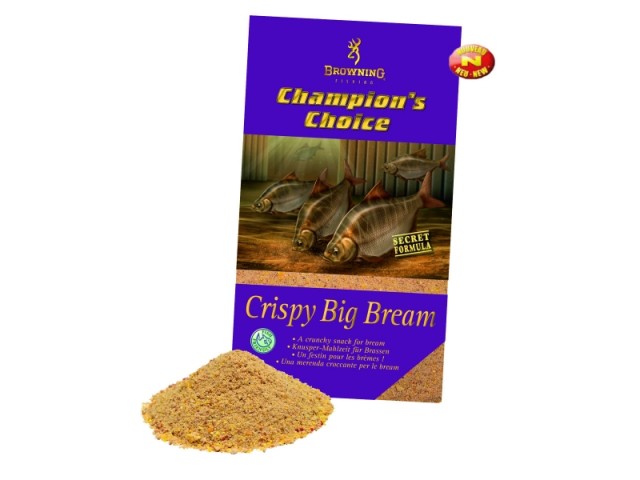 BROWNING
FISHING
Champion's
Choice
NOUVEAU
N
NEU · NEW
SECRET
FORMULA
Crispy Big Bream
• A crunchy snack for bream
• Knusper-Mahlzeit für Brassen
• Un festin pour les brèmes !
• Una merenda croccante per le bream